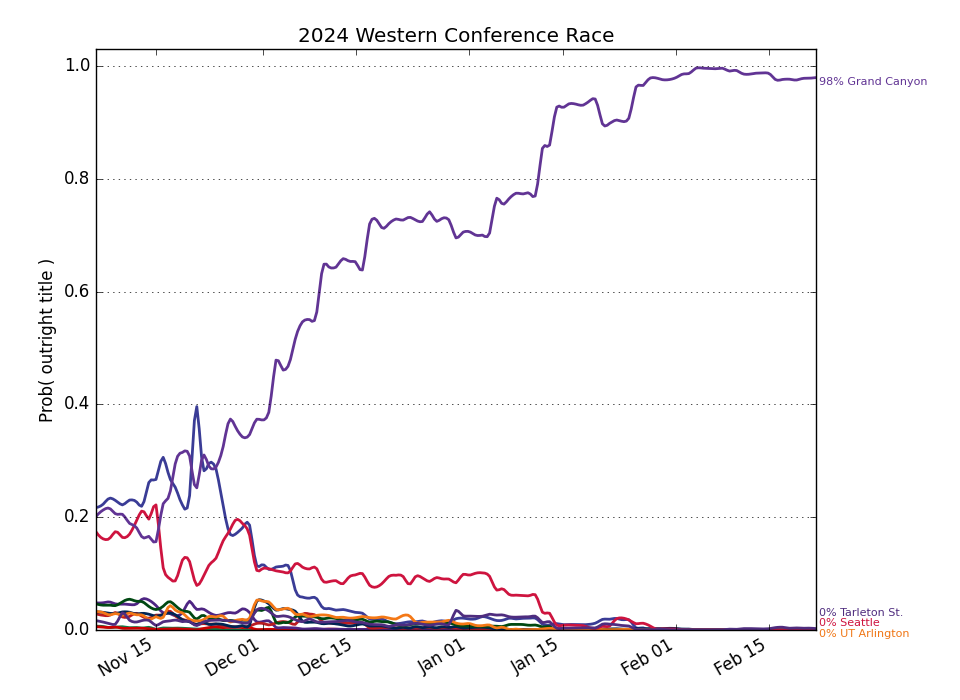 2024 Western Conference Race
Prob( outright title )
1.0
0.8
0.6
0.4
0.2
0.0
98% Grand Canyon
0% Tarleton St.
0% Seattle
0% UT Arlington
Nov 15
Dec 01
Dec 15
Jan 01
Jan 15
Feb 01
Feb 15